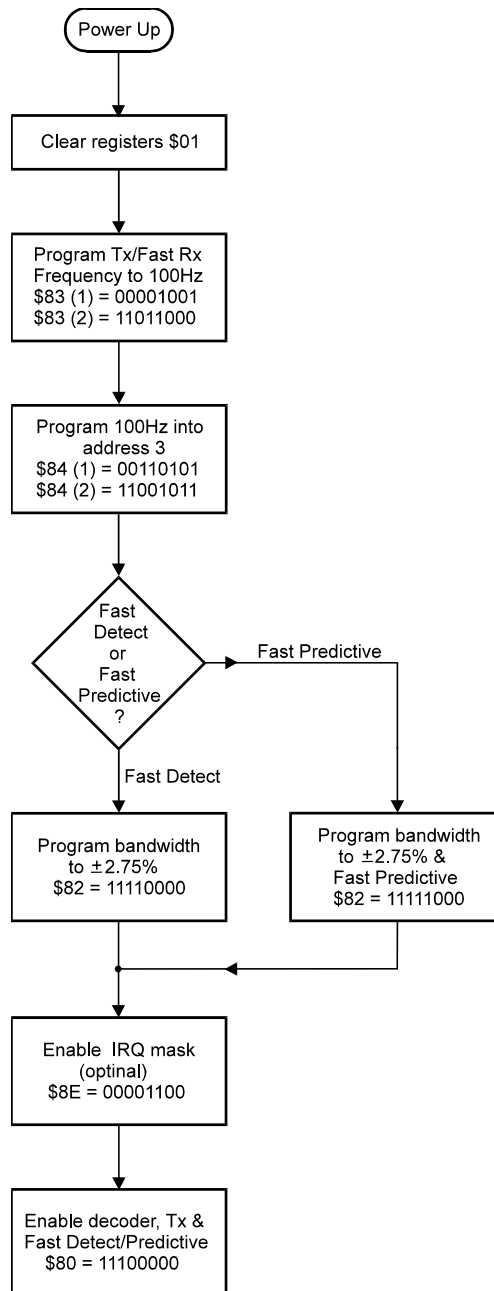 Power Up
Clear registers $01
Program Tx/Fast Rx
Frequency to 100Hz
$83 (1) = 00001001
$83 (2) = 11011000
Program 100Hz into
address 3
$84 (1) = 00110101
$84 (2) = 11001011
Fast
Detect
or
Fast
Predictive
?
Fast Predictive
Fast Detect
Program bandwidth
to ±2.75%
$82 = 11110000
Program bandwidth
to ±2.75% &
Fast Predictive
$82 = 11111000
Enable IRQ mask
(optinal)
$8E = 00001100
Enable decoder, Tx &
Fast Detect/Predictive
$80 = 11100000